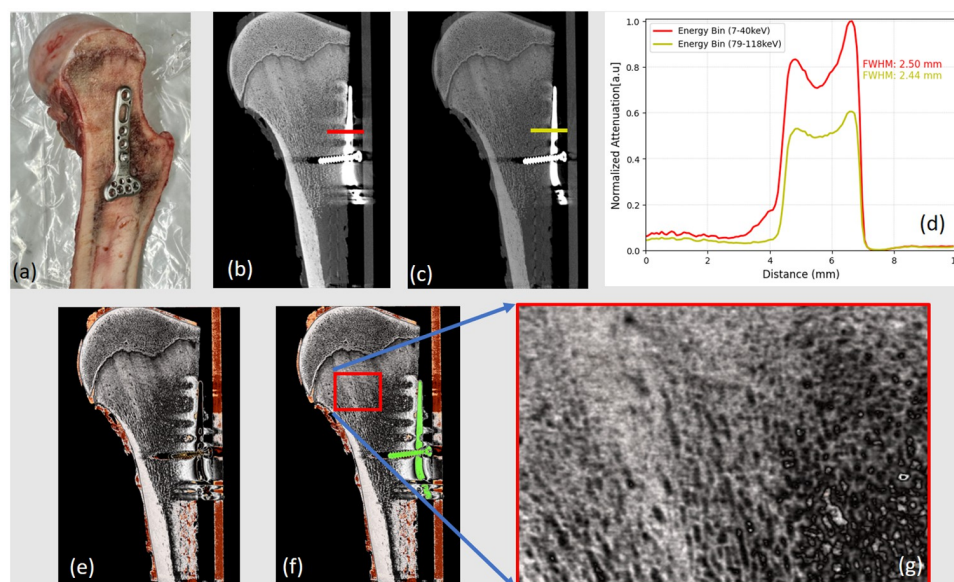 (a)
(b)
(c)
Energy Bin (7-40keV)
Energy Bin (79-118keV)
FWHM: 2.50 mm
FWHM: 2.44 mm
Normalized Attenuation[a.u]
1.0
0.8
0.6
0.4
0.2
0.0
0
2
4
6
8
1
Distance (mm)
(d)
(e)
(f)
(g)